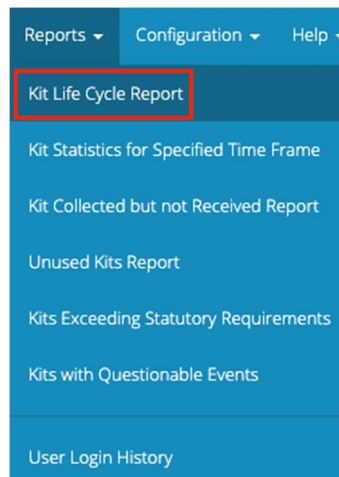 Reports Configuration Help
Kit Life Cycle Report
Kit Statistics for Specified Time Frame
Kit Collected but not Received Report
Unused Kits Report
Kits Exceeding Statutory Requirements
Kits with Questionable Events
User Login History